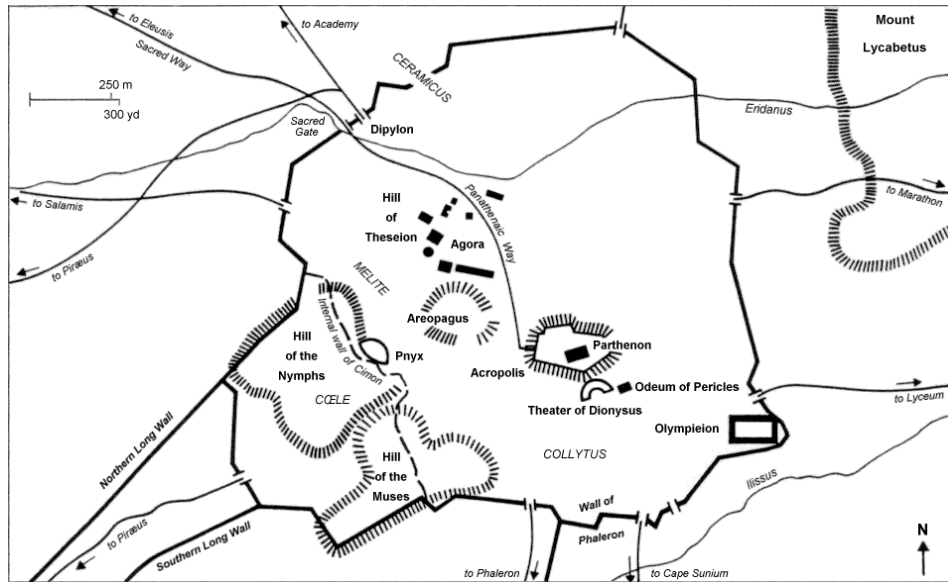 to Eleusis
Sacred Way
to Academy
Mount
Lycabetus
CERAMICUS
250 m
300 yd
Sacred
Gate
Dipylon
Eridanus
to Salamis
Hill
of
Theseion
Agora
Panathenaic Way
to Marathon
to Piræus
MELITE
Internal wall of Cimon
Areopagus
Hill
of the
Nymphs
Pnyx
Parthenon
Acropolis
Odeum of Pericles
to Lyceum
CŒLE
Theater of Dionysus
Olympieion
Northern Long Wall
COLLYTUS
Hill
of the
Muses
Ilissus
Wall of
Phaleron
to Piræus
Southern Long Wall
N
to Phaleron
to Cape Sunium